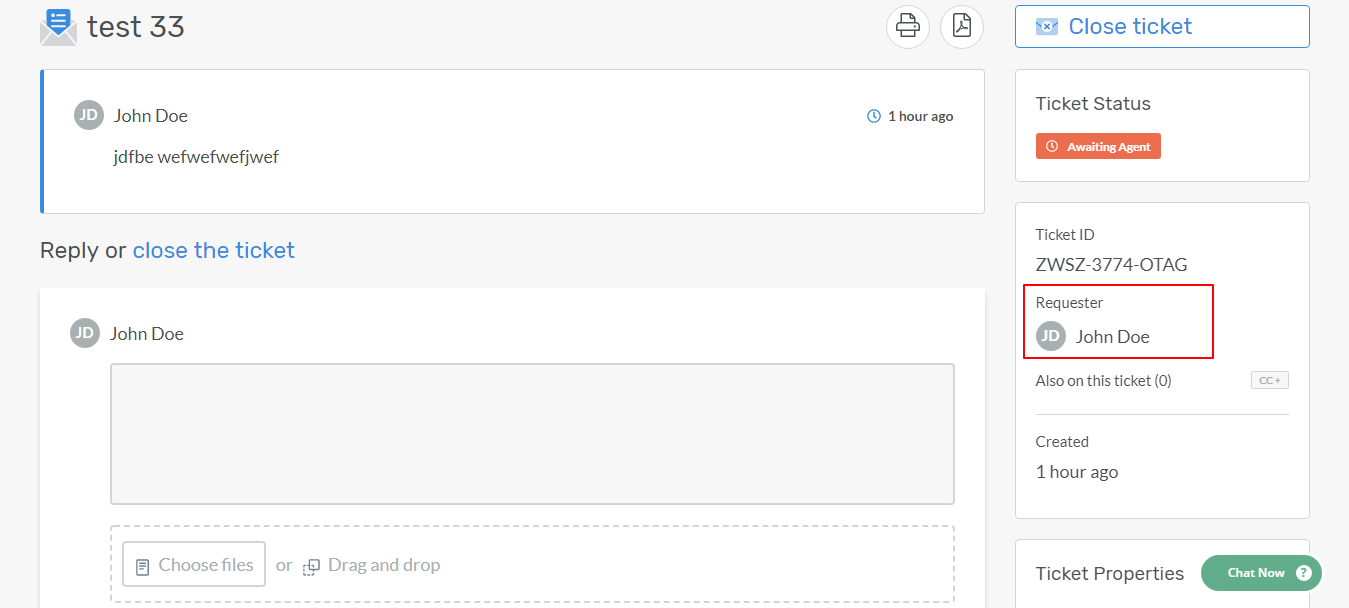 test 33
JD John Doe
1 hour ago
jdfbe wefwefwefjwef
Reply or close the ticket
JD John Doe
Choose files or Drag and drop
Close ticket
Ticket Status
Awaiting Agent
Ticket ID
ZWSZ-3774-OTAG
Requester
JD John Doe
Also on this ticket (0) CC +
Created
1 hour ago
Ticket Properties
Chat Now ?